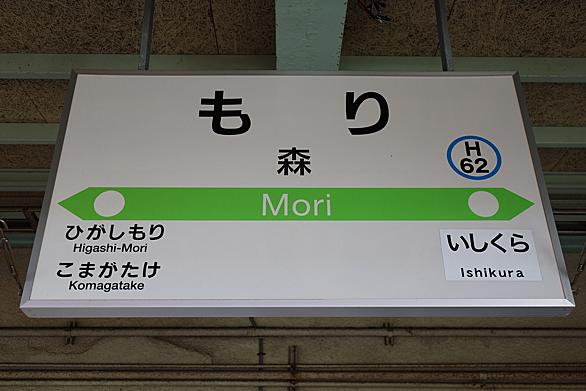 もり
森
H
62
Mori
ひがしもり
Higashi-Mori
こまがたけ
Komagatake
いしくら
Ishikura